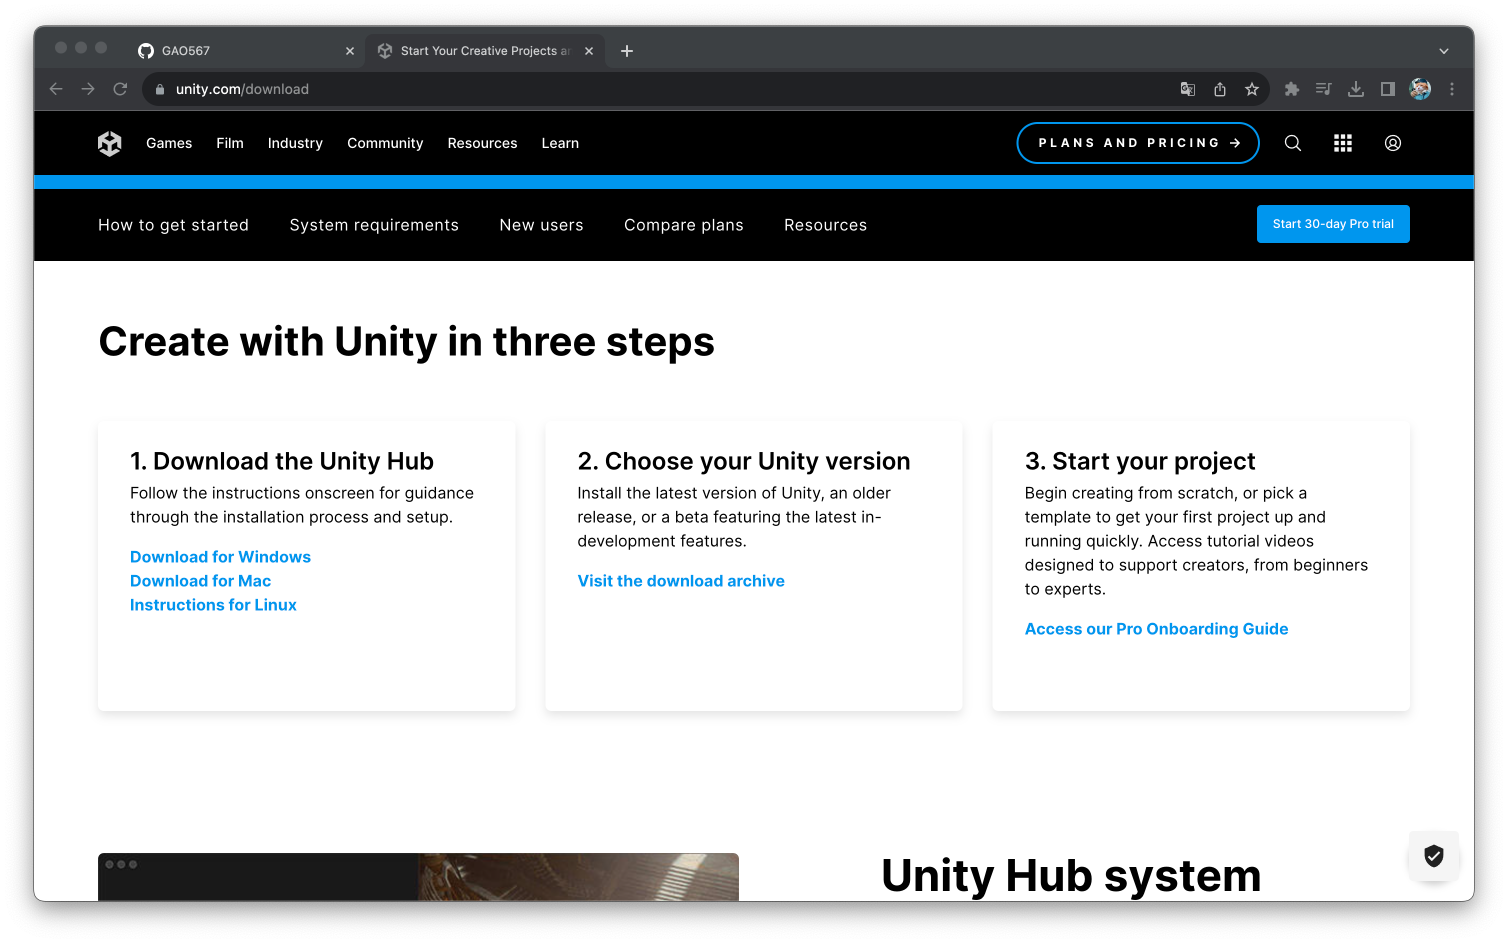 GAO567
Start Your Creative Projects
unity.com/download
Games Film Industry Community Resources Learn
PLANS AND PRICING →
How to get started System requirements New users Compare plans Resources
Start 30-day Pro trial
Create with Unity in three steps
1. Download the Unity Hub
Follow the instructions onscreen for guidance
through the installation process and setup.
Download for Windows
Download for Mac
Instructions for Linux
2. Choose your Unity version
Install the latest version of Unity, an older
release, or a beta featuring the latest in-
development features.
Visit the download archive
3. Start your project
Begin creating from scratch, or pick a
template to get your first project up and
running quickly. Access tutorial videos
designed to support creators, from beginners
to experts.
Access our Pro Onboarding Guide
Unity Hub system